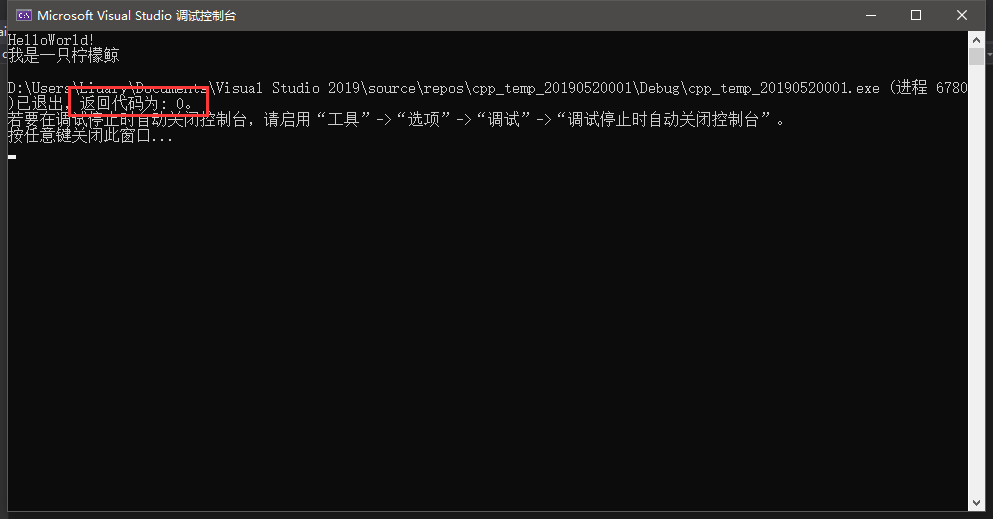 Microsoft Visual Studio 调试控制台
HelloWorld!
我是一只柠檬鲸
D:\Users\Lidary\Documents\Visual Studio 2019\source\repos\cpp_temp_20190520001\Debug\cpp_temp_20190520001.exe (进程 6780
)已退出，返回代码为: 0。
若要在调试停止时自动关闭控制台，请启用“工具”->“选项”->“调试”->“调试停止时自动关闭控制台”。
按任意键关闭此窗口...